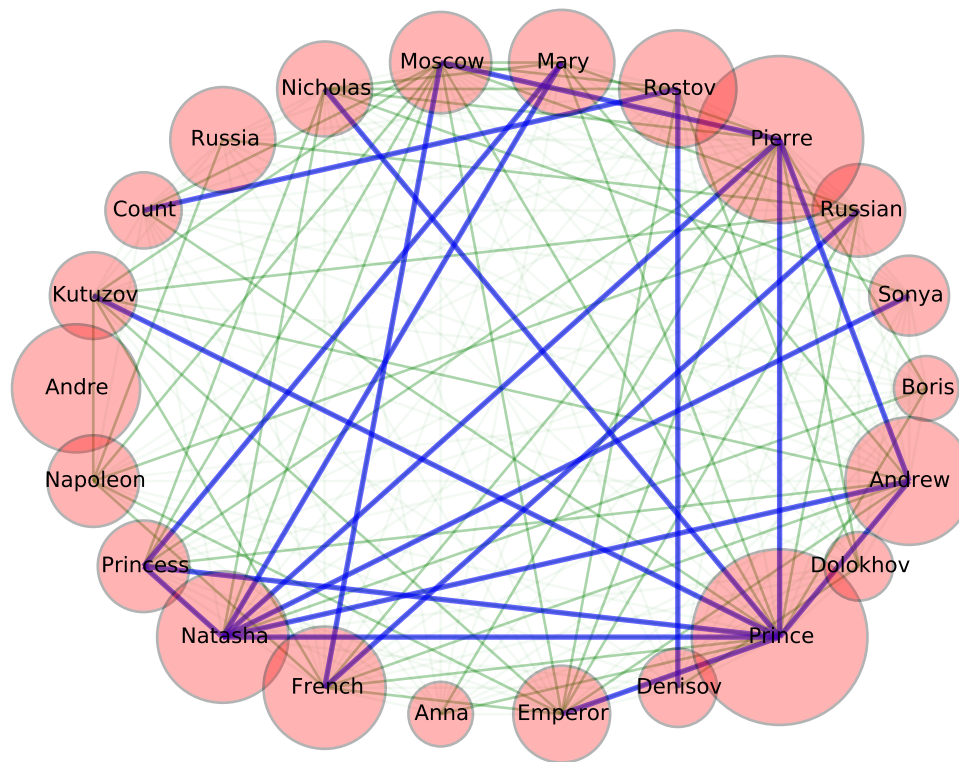 Moscow
Mary
Nicholas
Rostov
Russia
Pierre
Count
Russian
Kutuzov
Sonya
Andre
Boris
Napoleon
Andrew
Princess
Dolokhov
Natasha
Prince
French
Denisov
Anna
Emperor